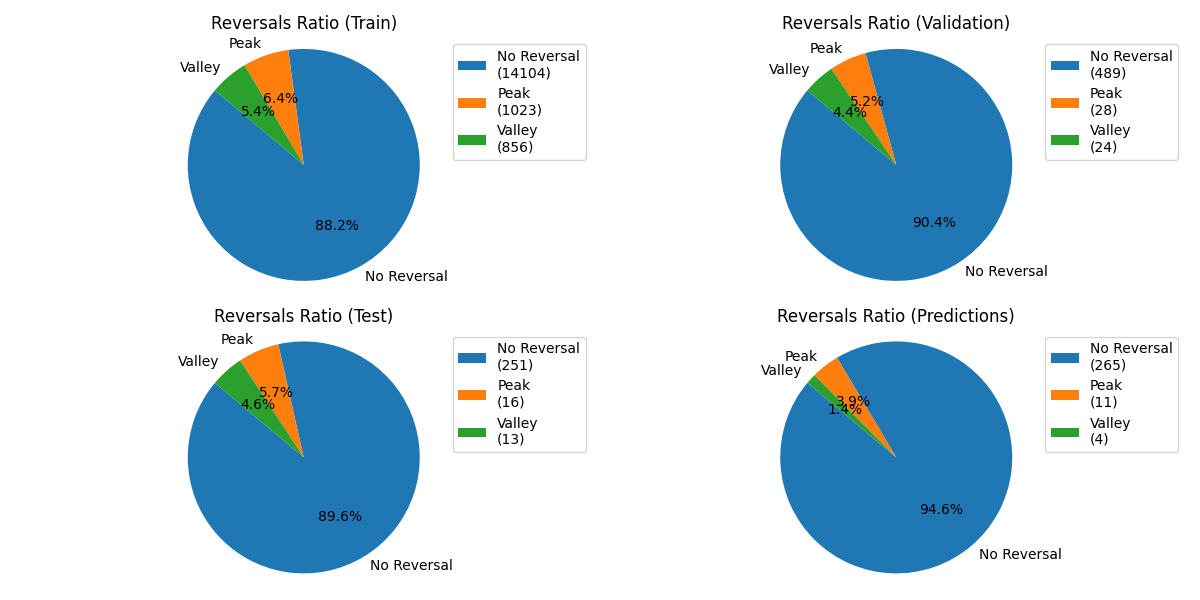 Reversals Ratio (Train)
Peak
Valley
6.4%
5.4%
88.2%
No Reversal
No Reversal
(14104)
Peak
(1023)
Valley
(856)
Reversals Ratio (Validation)
Peak
Valley
5.2%
4.4%
90.4%
No Reversal
No Reversal
(489)
Peak
(28)
Valley
(24)
Reversals Ratio (Test)
Peak
Valley
5.7%
4.6%
89.6%
No Reversal
No Reversal
(251)
Peak
(16)
Valley
(13)
Reversals Ratio (Predictions)
Peak
Valley
3.9%
1.4%
94.6%
No Reversal
No Reversal
(265)
Peak
(11)
Valley
(4)